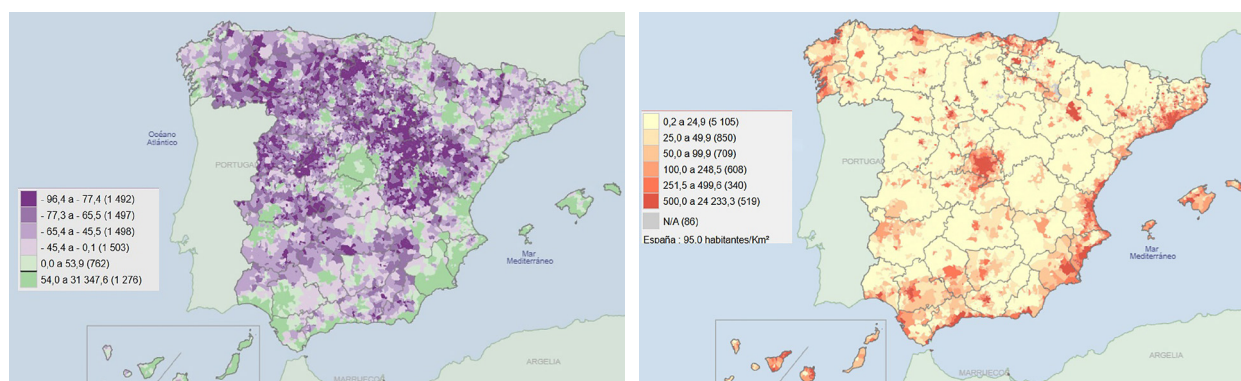 Océano
Atlántico
PORTUGAL
- 96,4 a - 77,4 (1 492)
- 77,3 a - 65,5 (1 497)
- 65,4 a - 45,5 (1 498)
- 45,4 a - 0,1 (1 503)
0,0 a 53,9 (762)
54,0 a 31 347,6 (1 276)
Mar
Mediterráneo
MARRUECOS
ARGELIA
0,2 a 24,9 (5 105)
25,0 a 49,9 (850)
50,0 a 99,9 (709)
100,0 a 248,5 (608)
251,5 a 499,6 (340)
500,0 a 24 233,3 (519)
N/A (86)
España : 95.0 habitantes/Km²
PORTUGAL
Mar
Mediterráneo
MARRUECOS
ARGELIA